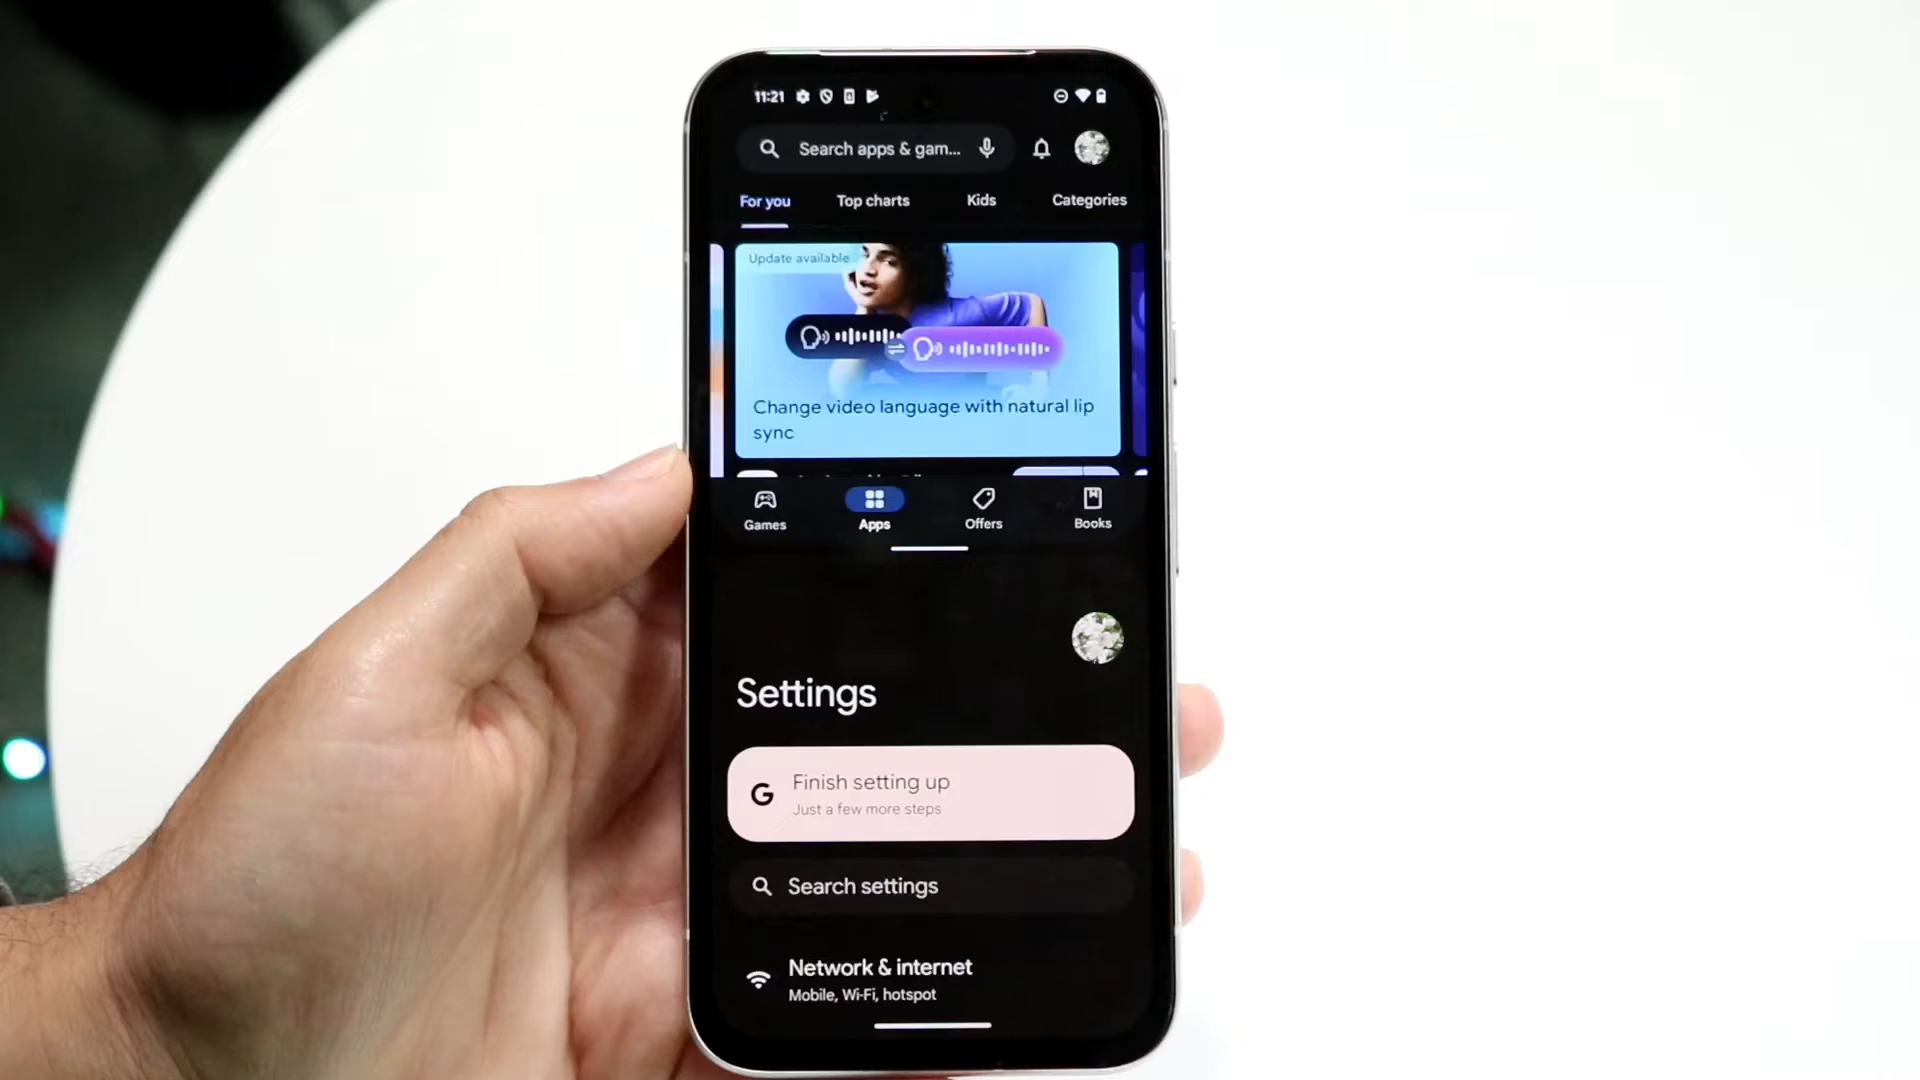 11:21
Search apps & gam...
For you Top charts Kids Categories
Update available
Change video language with natural lip
sync
Games Apps Offers Books
Settings
G Finish setting up
Just a few more steps
Search settings
Network & internet
Mobile, Wi-Fi, hotspot